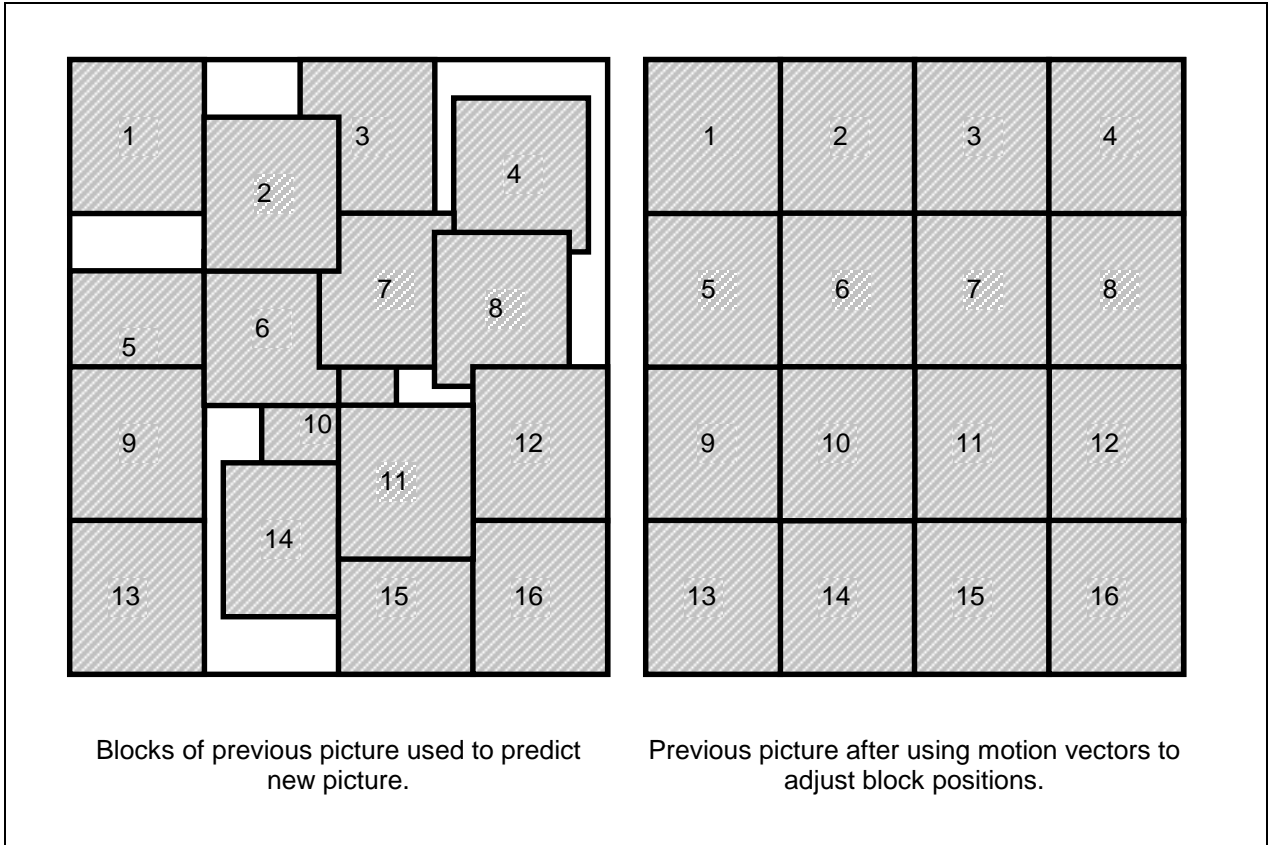 1
3
4
2
7
8
6
5
10
9
12
11
14
13
15
16
1 2 3 4
5 6 7 8
9 10 11 12
13 14 15 16
Blocks of previous picture used to predict
new picture.
Previous picture after using motion vectors to
adjust block positions.